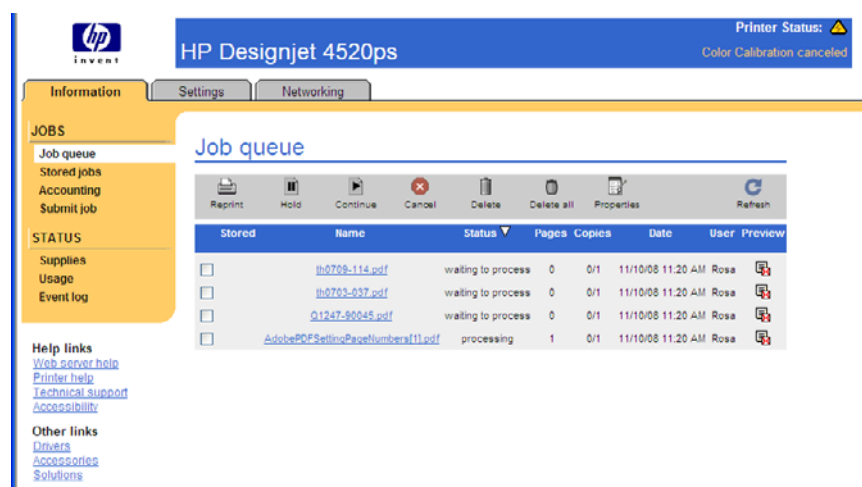 hp
invent
HP Designjet 4520ps
Printer Status:
Color Calibration canceled
Information
Settings
Networking
JOBS
Job queue
Stored jobs
Accounting
Submit job
STATUS
Supplies
Usage
Event log
Help links
Web server help
Printer help
Technical support
Accessibility
Other links
Drivers
Accessories
Solutions
Job queue
Reprint Hold Continue Cancel Delete Delete all Properties Refresh
Stored Name Status Pages Copies Date User Preview
th0709-114.pdf waiting to process 0 0/1 11/10/08 11:20 AM Rosa
th0703-037.pdf waiting to process 0 0/1 11/10/08 11:20 AM Rosa
Q1247-90045.pdf waiting to process 0 0/1 11/10/08 11:20 AM Rosa
AdobePDFSettingPageNumbers[1].pdf processing 1 0/1 11/10/08 11:20 AM Rosa